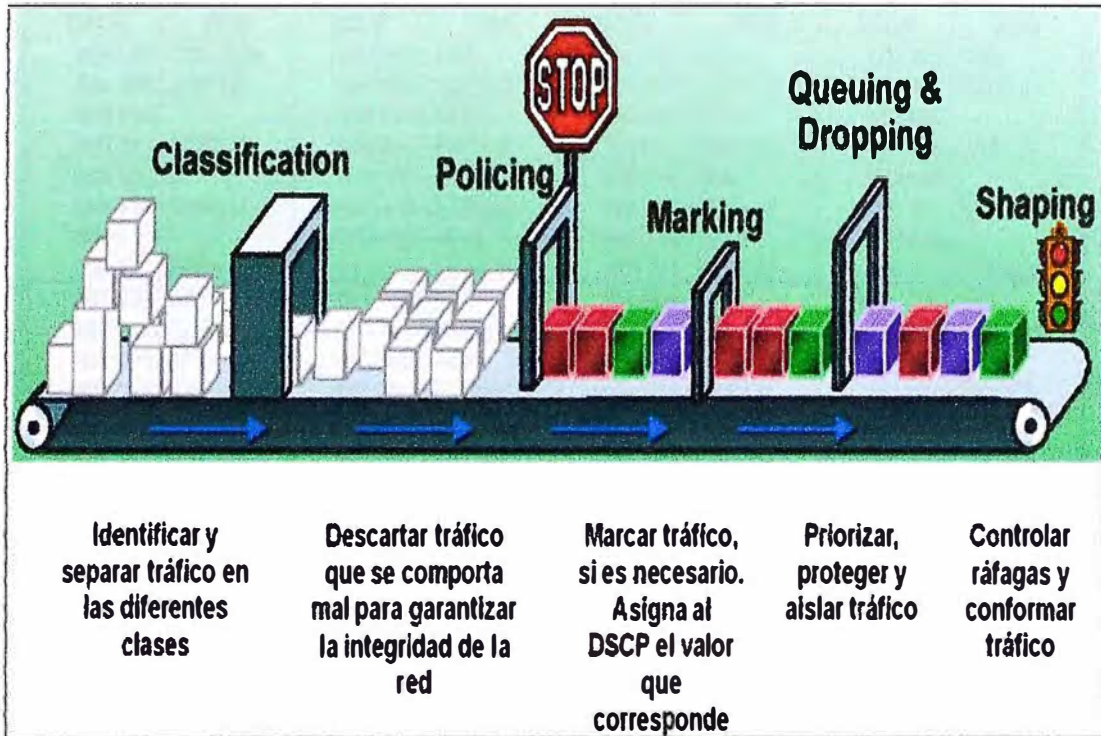 STOP
Queuing &
Dropping
Classification
Policing
Marking
Shaping
Identificar y
separar tráfico en
las diferentes
clases
Descartar tráfico
que se comporta
mal para garantizar
la integridad de la
red
Marcar tráfico,
si es necesario.
Asigna al
DSCP el valor
que
corresponde
Priorizar,
proteger y
aislar tráfico
Controlar
ráfagas y
conformar
tráfico